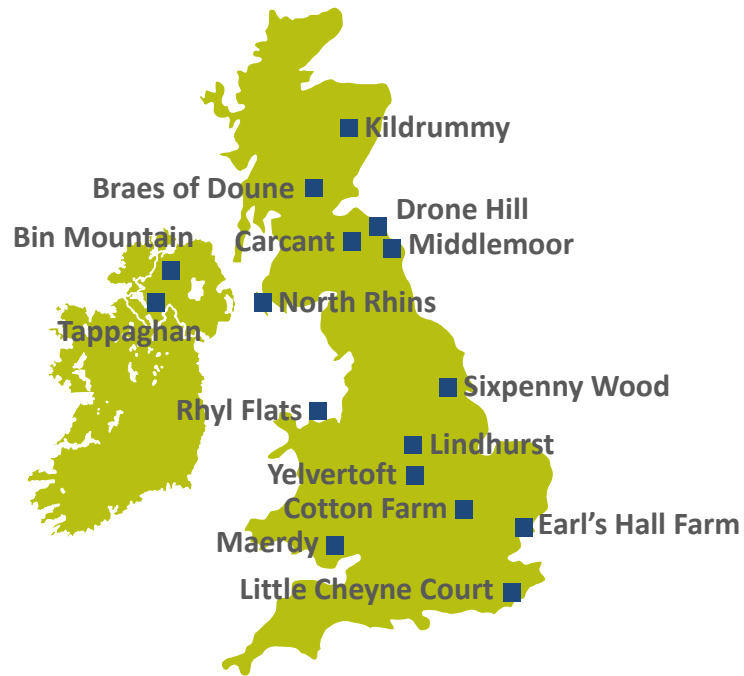 Kildrummy
Braes of Doune
Drone Hill
Bin Mountain
Carcant
Middlemoor
North Rhins
Tappaghan
Sixpenny Wood
Rhyl Flats
Lindhurst
Yelvertoft
Cotton Farm
Earl's Hall Farm
Maerdy
Little Cheyne Court